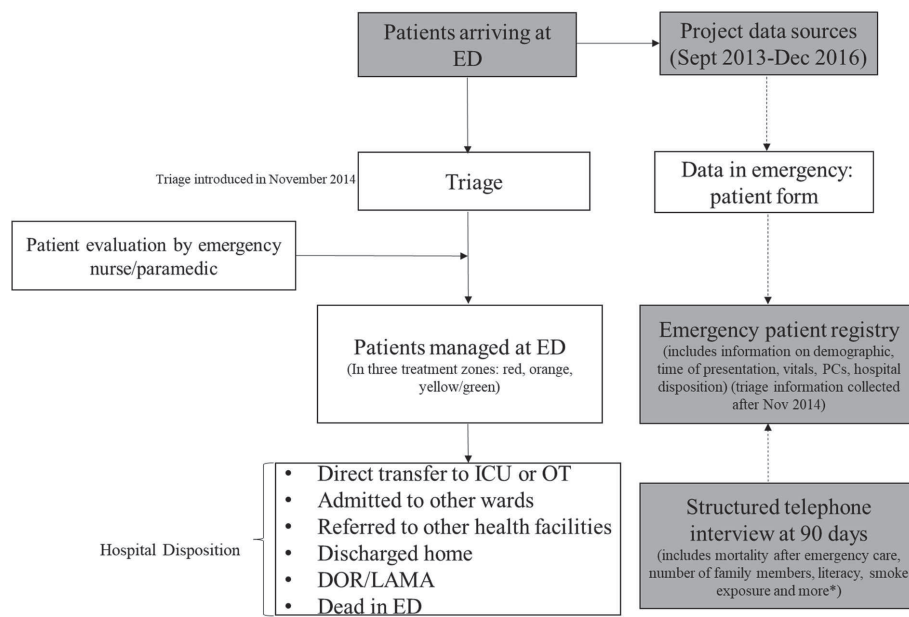 Patients arriving at
ED
Project data sources
(Sept 2013-Dec 2016)
Triage introduced in November 2014
Triage
Data in emergency:
patient form
Patient evaluation by emergency
nurse/paramedic
Patients managed at ED
(In three treatment zones: red, orange,
yellow/green)
Emergency patient registry
(includes information on demographic,
time of presentation, vitals, PCs, hospital
disposition) (triage information collected
after Nov 2014)
Hospital Disposition
• Direct transfer to ICU or OT
• Admitted to other wards
• Referred to other health facilities
• Discharged home
• DOR/LAMA
• Dead in ED
Structured telephone
interview at 90 days
(includes mortality after emergency care,
number of family members, literacy, smoke
exposure and more*)